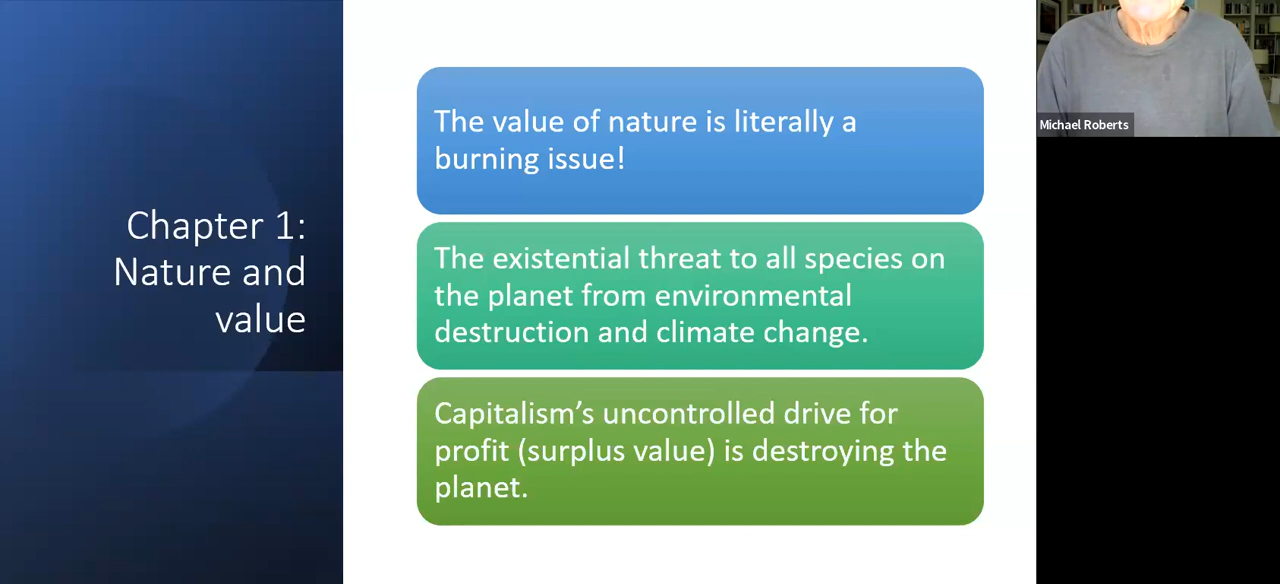 Chapter 1:
Nature and
value
The value of nature is literally a
burning issue!
The existential threat to all species on
the planet from environmental
destruction and climate change.
Capitalism’s uncontrolled drive for
profit (surplus value) is destroying the
planet.
Michael Roberts